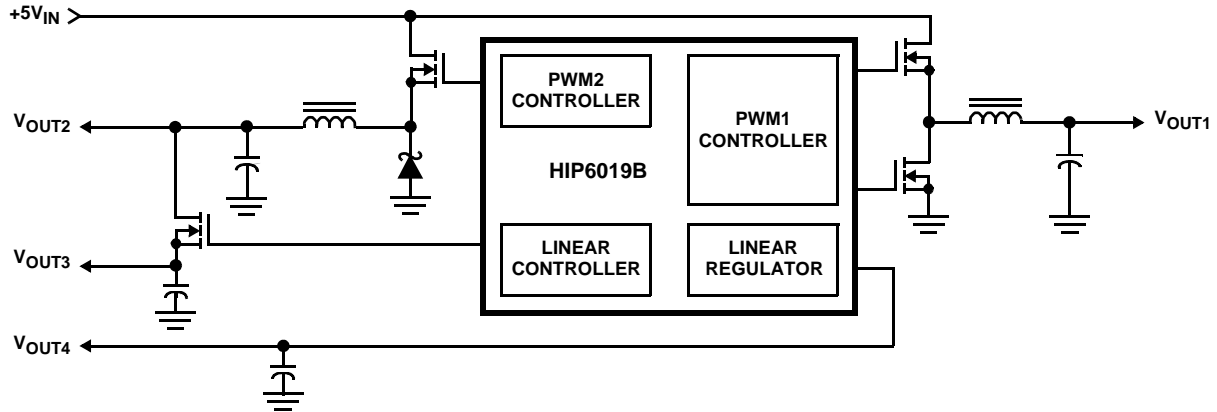 +5VIN
PWM2
CONTROLLER
PWM1
CONTROLLER
VOUT2
VOUT1
HIP6019B
LINEAR
CONTROLLER
LINEAR
REGULATOR
VOUT3
VOUT4